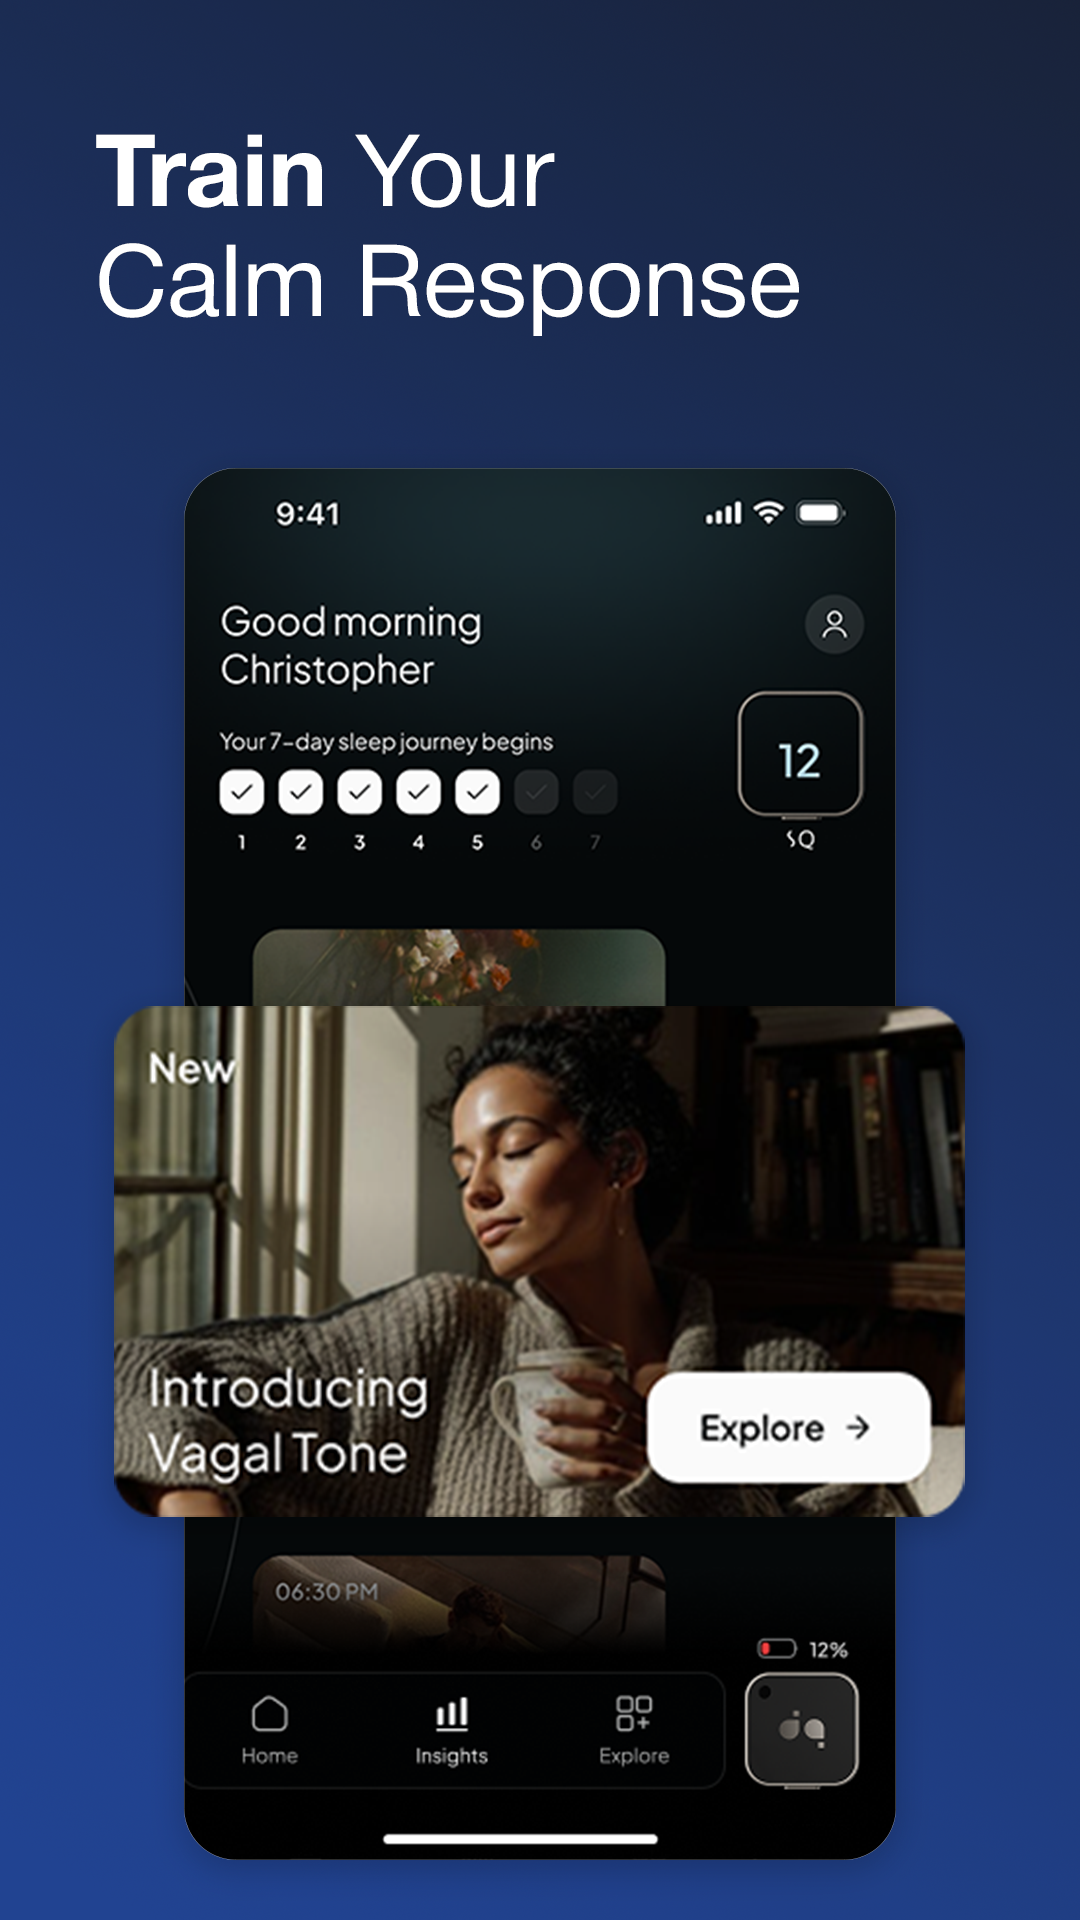 Train Your
Calm Response
9:41
Good morning
Christopher
Your 7-day sleep journey begins
1 2 3 4 5 6 7
12
SQ
New
Introducing
Vagal Tone
Explore →
06:30 PM
12%
Home
Insights
Explore